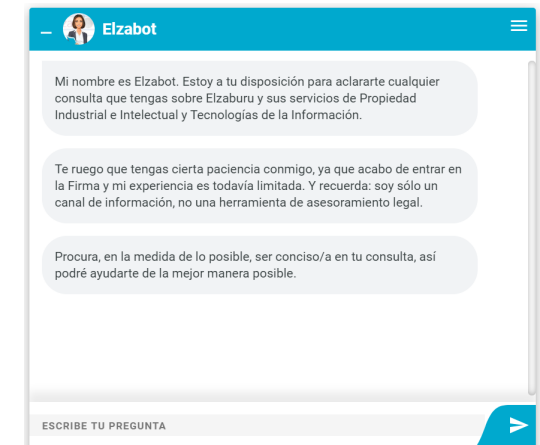 Elzabot
Mi nombre es Elzabot. Estoy a tu disposición para aclararte cualquier
consulta que tengas sobre Elzaburu y sus servicios de Propiedad
Industrial e Intelectual y Tecnologías de la Información.
Te ruego que tengas cierta paciencia conmigo, ya que acabo de entrar en
la Firma y mi experiencia es todavía limitada. Y recuerda: soy sólo un
canal de información, no una herramienta de asesoramiento legal.
Procura, en la medida de lo posible, ser conciso/a en tu consulta, así
podré ayudarte de la mejor manera posible.
ESCRIBE TU PREGUNTA